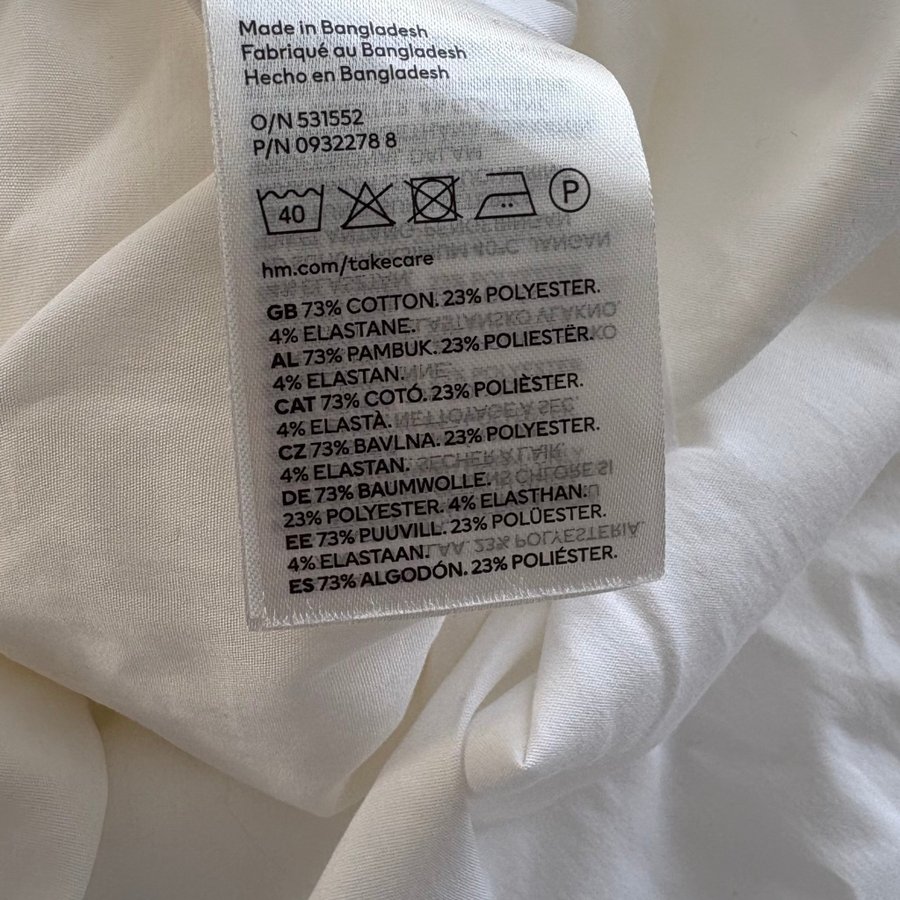 Made in Bangladesh
Fabriqué au Bangladesh
Hecho en Bangladesh
O/N 531552
P/N 0932278 8
40 P
hm.com/takecare
GB 73% COTTON. 23% POLYESTER.
4% ELASTANE.
AL 73% PAMBUK. 23% POLIESTËR.
4% ELASTAN.
CAT 73% COTÓ. 23% POLIÈSTER.
4% ELASTÀ.
CZ 73% BAVLNA. 23% POLYESTER.
4% ELASTAN.
DE 73% BAUMWOLLE.
23% POLYESTER. 4% ELASTHAN.
EE 73% PUUVILL. 23% POLÜESTER.
4% ELASTAAN.
ES 73% ALGODÓN. 23% POLIÉSTER.